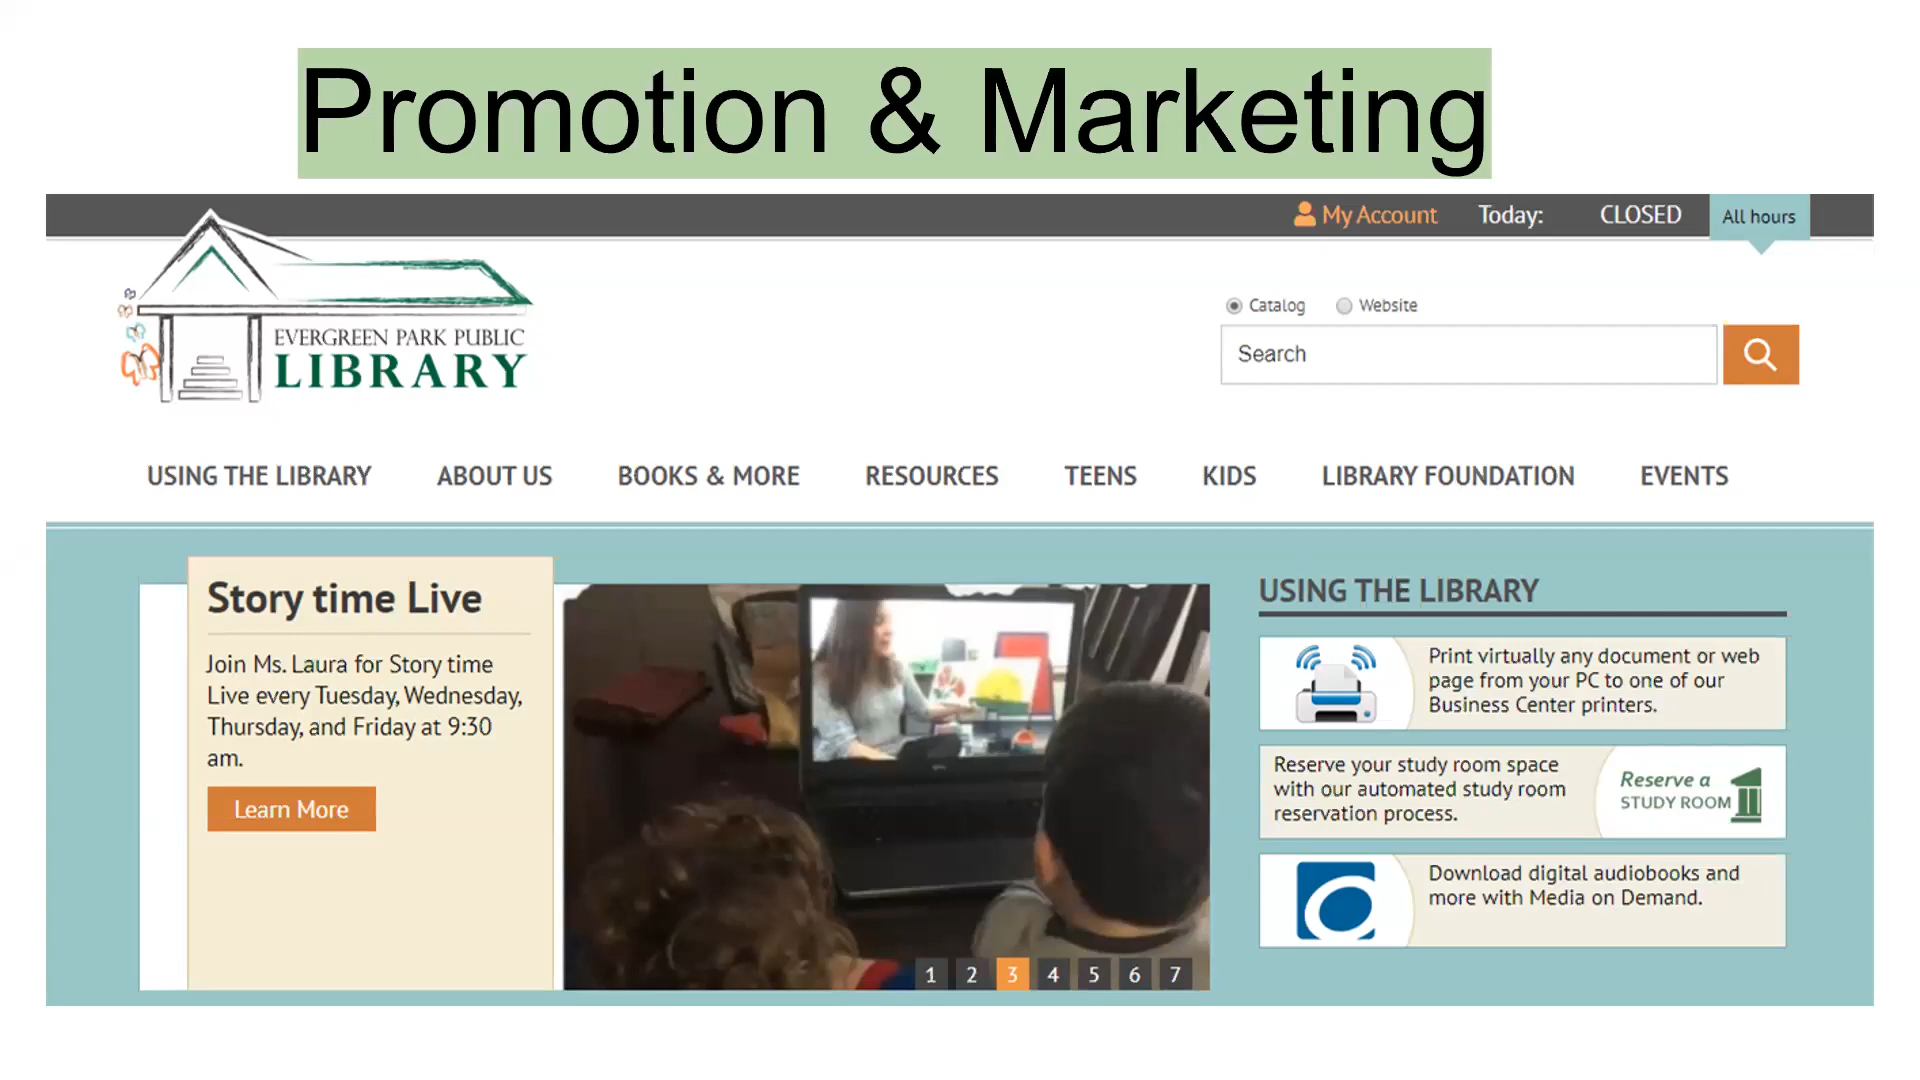 Promotion & Marketing
My Account Today: CLOSED All hours
EVERGREEN PARK PUBLIC
LIBRARY
Catalog Website
Search
USING THE LIBRARY ABOUT US BOOKS & MORE RESOURCES TEENS KIDS LIBRARY FOUNDATION EVENTS
Story time Live
Join Ms. Laura for Story time
Live every Tuesday, Wednesday,
Thursday, and Friday at 9:30
am.
Learn More
1 2 3 4 5 6 7
USING THE LIBRARY
Print virtually any document or web
page from your PC to one of our
Business Center printers.
Reserve your study room space
with our automated study room
reservation process.
Reserve a
STUDY ROOM
Download digital audiobooks and
more with Media on Demand.